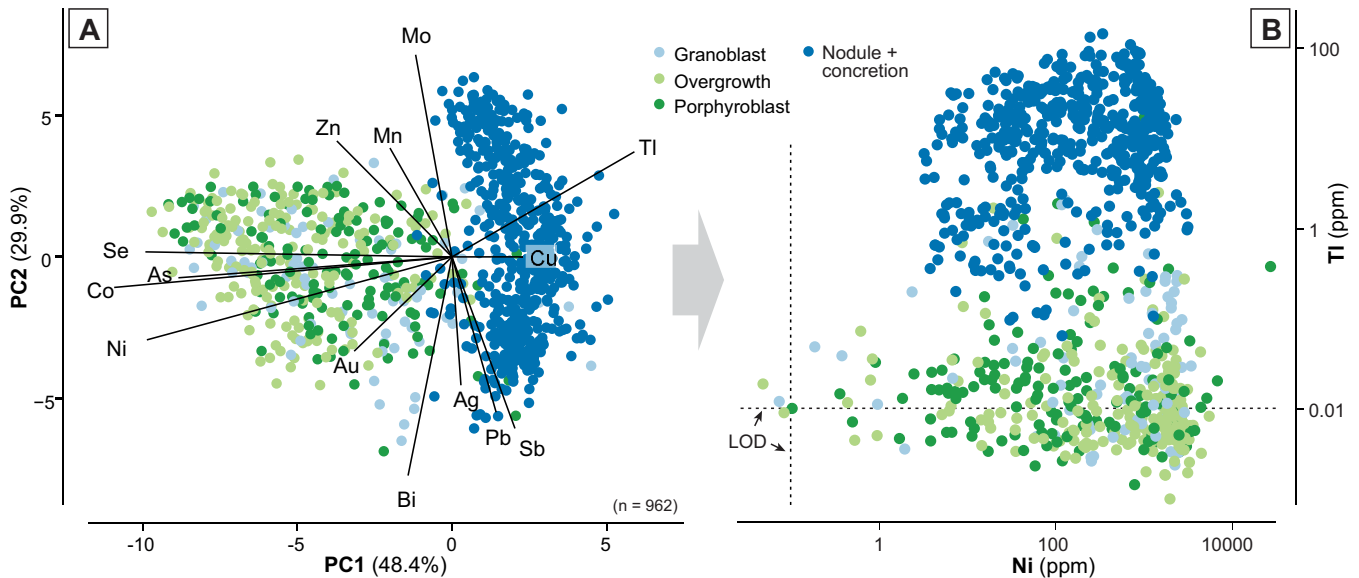 A
B
Granoblast
Overgrowth
Porphyroblast
Nodule +
concretion
Mo
Zn
Mn
Tl
Se
As
Co
Ni
Au
Cu
Ag
Pb
Sb
Bi
(n = 962)
5
0
−5
PC2 (29.9%)
-10
-5
0
5
PC1 (48.4%)
LOD
100
1
0.01
Tl (ppm)
1
100
10000
Ni (ppm)